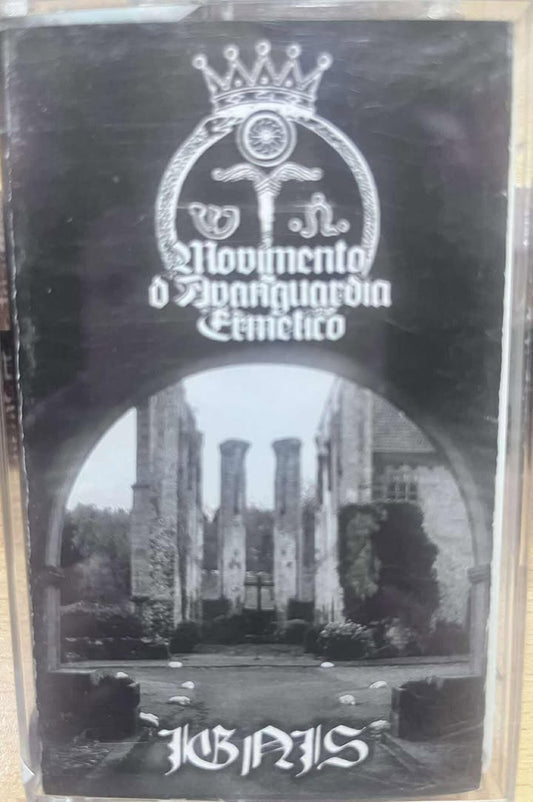 Movimento
d'Avanguardia
Ermetico
IGNIS